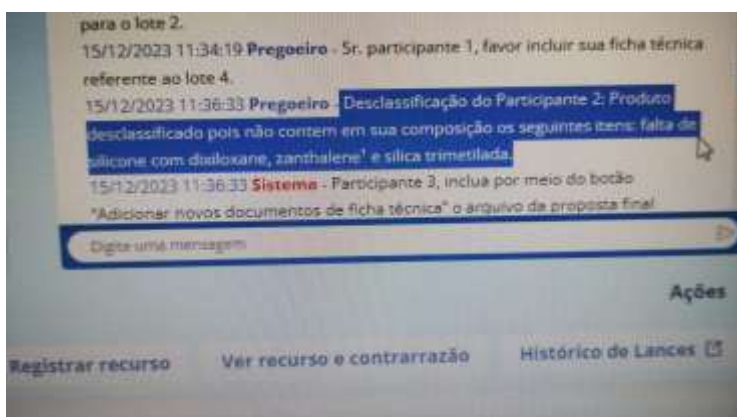 para o lote 2.
15/12/2023 11:34:19 Pregoeiro - Sr. participante 1, favor incluir sua ficha técnica
referente ao lote 4.
15/12/2023 11:36:33 Pregoeiro - Desclassificação do Participante 2: Produto
desclassificado pois não contem em sua composição os seguintes itens: falta de
silicone com zanthalene¹ e silica trimetilada.
15/12/2023 11:36:33 Sistema - Participante 3, inclua por meio do botão
"Adicionar novos documentos de ficha técnica" o arquivo da proposta final
Digite uma mensagem
Ações
Registrar recurso Ver recurso e contrarrazão Histórico de Lances